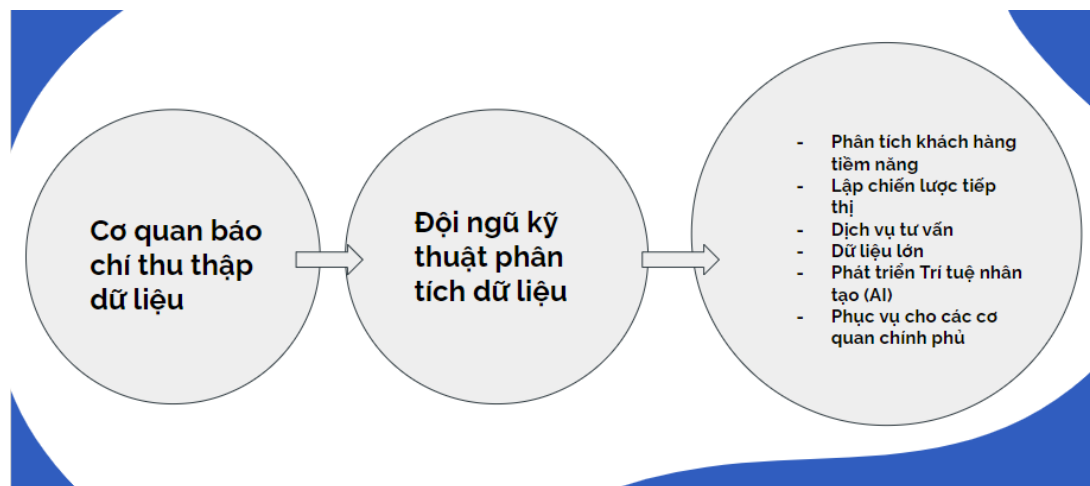 Cơ quan báo
chí thu thập
dữ liệu
Đội ngũ kỹ
thuật phân
tích dữ liệu
- Phân tích khách hàng
tiềm năng
- Lập chiến lược tiếp
thị
- Dịch vụ tư vấn
- Dữ liệu lớn
- Phát triển Trí tuệ nhân
tạo (AI)
- Phục vụ cho các cơ
quan chính phủ